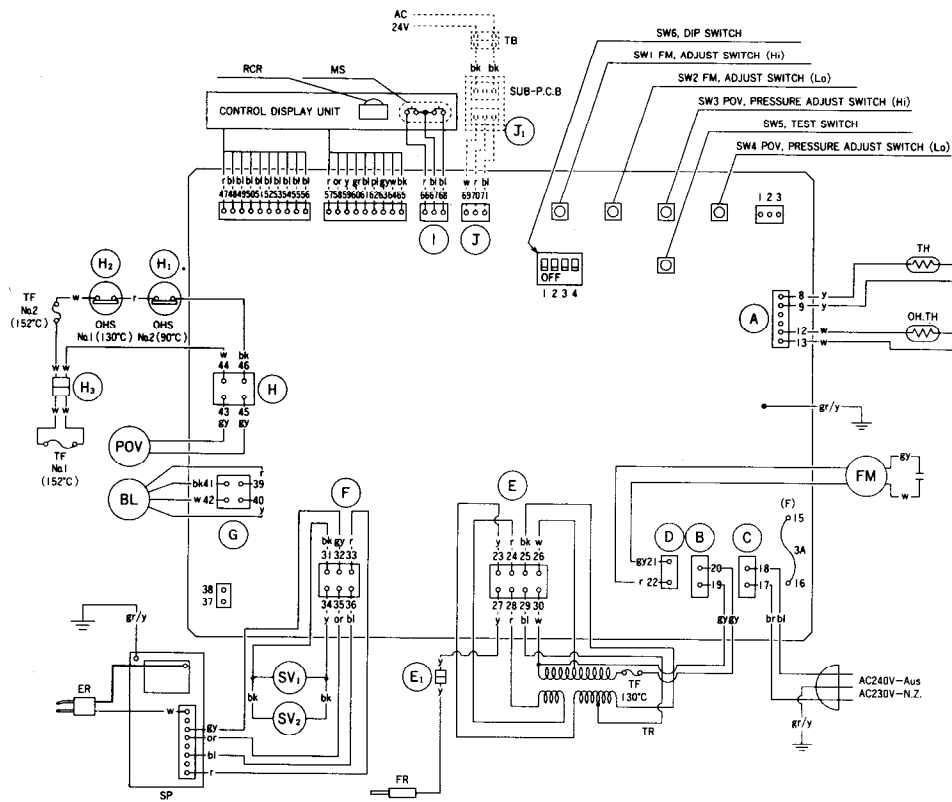 AC
24V
TB
bk bk
SUB-P.C.B
J1
SW6, DIP SWITCH
SW1 FM, ADJUST SWITCH (Hi)
SW2 FM, ADJUST SWITCH (Lo)
SW3 POV, PRESSURE ADJUST SWITCH (Hi)
SW5, TEST SWITCH
SW4 POV, PRESSURE ADJUST SWITCH (Lo)
RCR
MS
CONTROL DISPLAY UNIT
r bl bl bl bl bl bl bl bl bl
47 48 49 50 51 52 53 54 55 56
r or y gr bl pl gy w bk
57 58 59 60 61 62 63 64 65
r bl bl
66 67 68
w r bl
69 70 71
I
J
1 2 3
OFF
1 2 3 4
H2
H1
TF
No.2
(152°C)
w
r
OHS
No.1 (130°C)
OHS
No.2 (90°C)
TH
A
8 y
9 y
12 w
13 w
OH.TH
w
44
bk
46
H
43
gy
45
gy
w w
H3
w w
TF
No.1
(152°C)
POV
gr/y
BL
r
bk 41
39
w 42
40
y
G
F
E
FM
gy
w
(F)
15
3A
16
D
B
C
gy 21
r 22
20
19
18
17
gy gy
br bl
bk gy r
31 32 33
34 35 36
y or bl
y r bk w
23 24 25 26
27 28 29 30
y r bl w
38
37
gr/y
ER
w
gy
or
bl
r
SP
SV1
SV2
bk
bk
y
E1
y
FR
TF
130°C
TR
AC240V-Aus
AC230V-N.Z.
gr/y